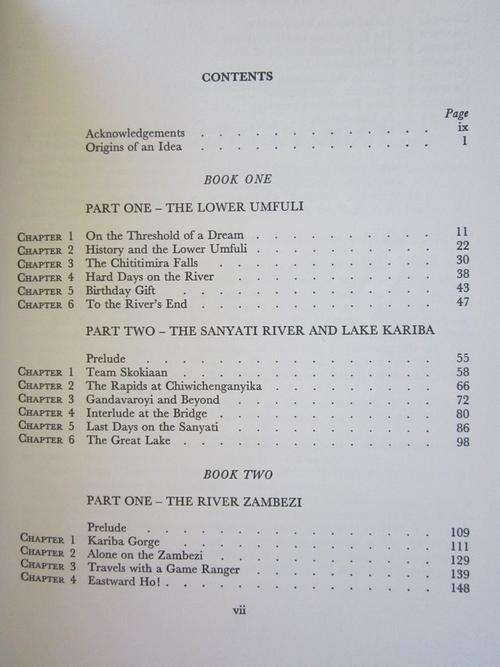 CONTENTS
Page
Acknowledgements . . . . . . . . . . . . ix
Origins of an Idea . . . . . . . . . . . . 1
BOOK ONE
PART ONE – THE LOWER UMFULI
CHAPTER 1 On the Threshold of a Dream . . . . . . . . . 11
CHAPTER 2 History and the Lower Umfuli . . . . . . . . . 22
CHAPTER 3 The Chititimira Falls . . . . . . . . . . 30
CHAPTER 4 Hard Days on the River . . . . . . . . . 38
CHAPTER 5 Birthday Gift . . . . . . . . . . . . 43
CHAPTER 6 To the River's End . . . . . . . . . . . 47
PART TWO – THE SANYATI RIVER AND LAKE KARIBA
Prelude . . . . . . . . . . . . . 55
CHAPTER 1 Team Skokiaan . . . . . . . . . . . . 58
CHAPTER 2 The Rapids at Chiwichenganyika . . . . . . . . 66
CHAPTER 3 Gandavaroyi and Beyond . . . . . . . . . 72
CHAPTER 4 Interlude at the Bridge . . . . . . . . . . 80
CHAPTER 5 Last Days on the Sanyati . . . . . . . . . 86
CHAPTER 6 The Great Lake . . . . . . . . . . . . 98
BOOK TWO
PART ONE – THE RIVER ZAMBEZI
Prelude . . . . . . . . . . . . . 109
CHAPTER 1 Kariba Gorge . . . . . . . . . . . . 111
CHAPTER 2 Alone on the Zambezi . . . . . . . . . . 129
CHAPTER 3 Travels with a Game Ranger . . . . . . . . . 139
CHAPTER 4 Eastward Ho! . . . . . . . . . . . . 148
vii